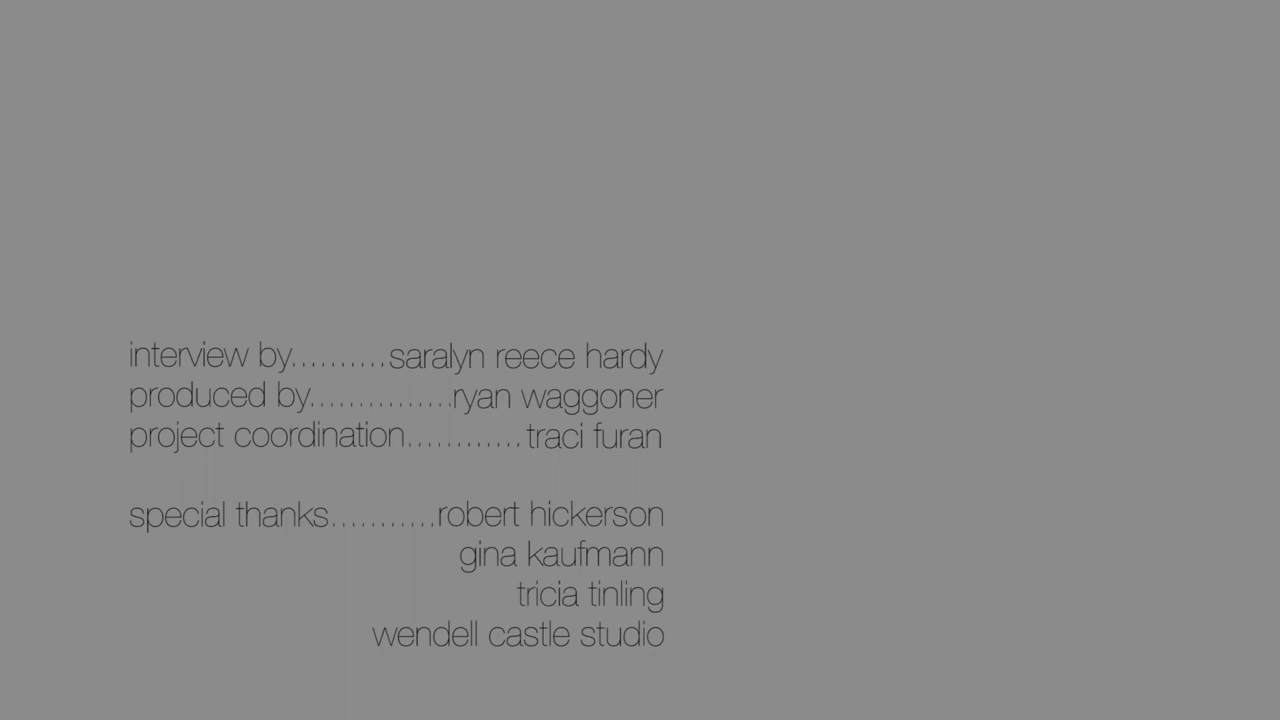 interview by..........saralyn reece hardy
produced by...............ryan waggoner
project coordination............traci furan
special thanks...........robert hickerson
gina kaufmann
tricia tinling
wendell castle studio